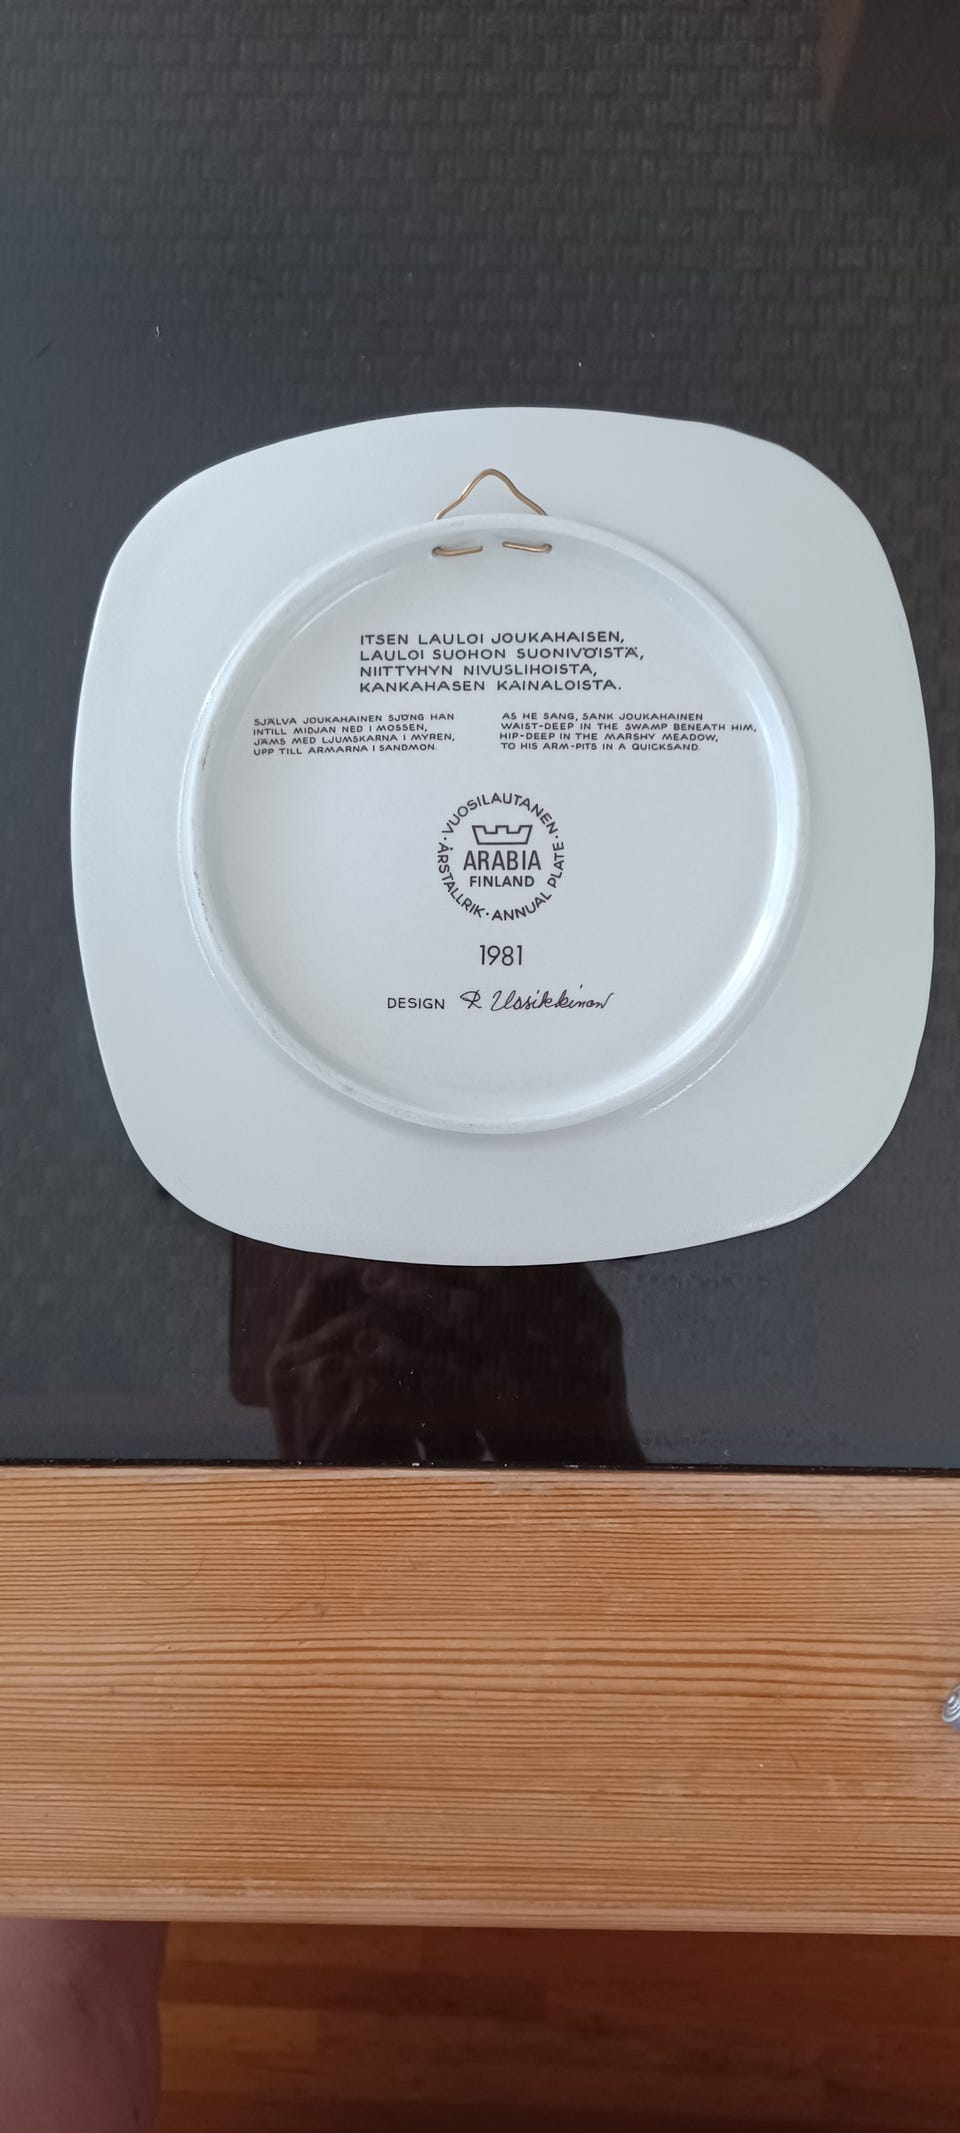 ITSEN LAULOI JOUKAHAISEN,
LAULOI SUOHON SUONIVÖISTÄ,
NIITTYHYN NIVUSLIHOISTA,
KANKAHASEN KAINALOISTA.
SJÄLVA JOUKAHAINEN SJÖNG HAN
INTILL MIDJAN NED I MOSSEN,
JÄMS MED LJUMSKARNA I MYREN,
UPP TILL ARMARNA I SANDMON.
AS HE SANG, SANK JOUKAHAINEN
WAIST-DEEP IN THE SWAMP BENEATH HIM,
HIP-DEEP IN THE MARSHY MEADOW,
TO HIS ARM-PITS IN A QUICKSAND.
· VUOSILAUTANEN · ANNUAL PLATE · ÅRSTALLRIK
ARABIA
FINLAND
1981
DESIGN R Uosikkinen